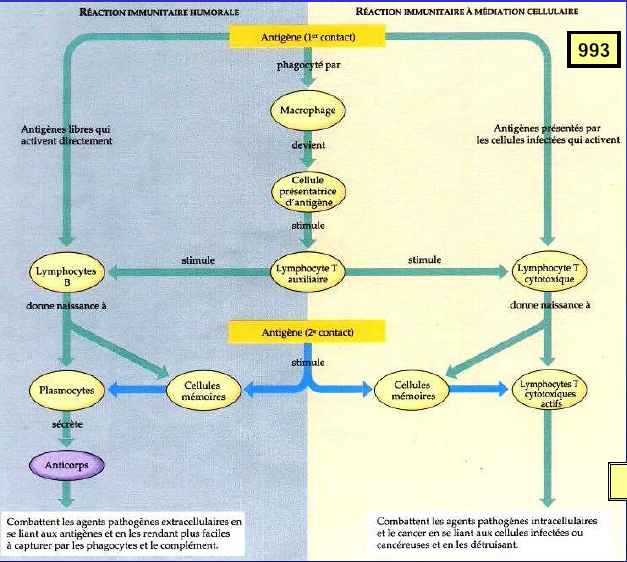 RÉACTION IMMUNITAIRE HUMORALE
RÉACTION IMMUNITAIRE À MÉDIATION CELLULAIRE
Antigène (1er contact)
993
phagocyté par
Macrophage
Antigènes libres qui
activent directement
Antigènes présentés par
les cellules infectées qui activent
devient
Cellule
présentatrice
d'antigène
stimule
Lymphocytes
B
stimule
Lymphocyte T
auxiliaire
stimule
Lymphocyte T
cytotoxique
donne naissance à
donne naissance à
Antigène (2e contact)
stimule
Plasmocytes
Cellules
mémoires
Cellules
mémoires
Lymphocytes T
cytotoxiques
actifs
sécrète
Anticorps
Combattent les agents pathogènes extracellulaires en
se liant aux antigènes et en les rendant plus faciles
à capturer par les phagocytes et le complément.
Combattent les agents pathogènes intracellulaires
et le cancer en se liant aux cellules infectées ou
cancéreuses et en les détruisant.